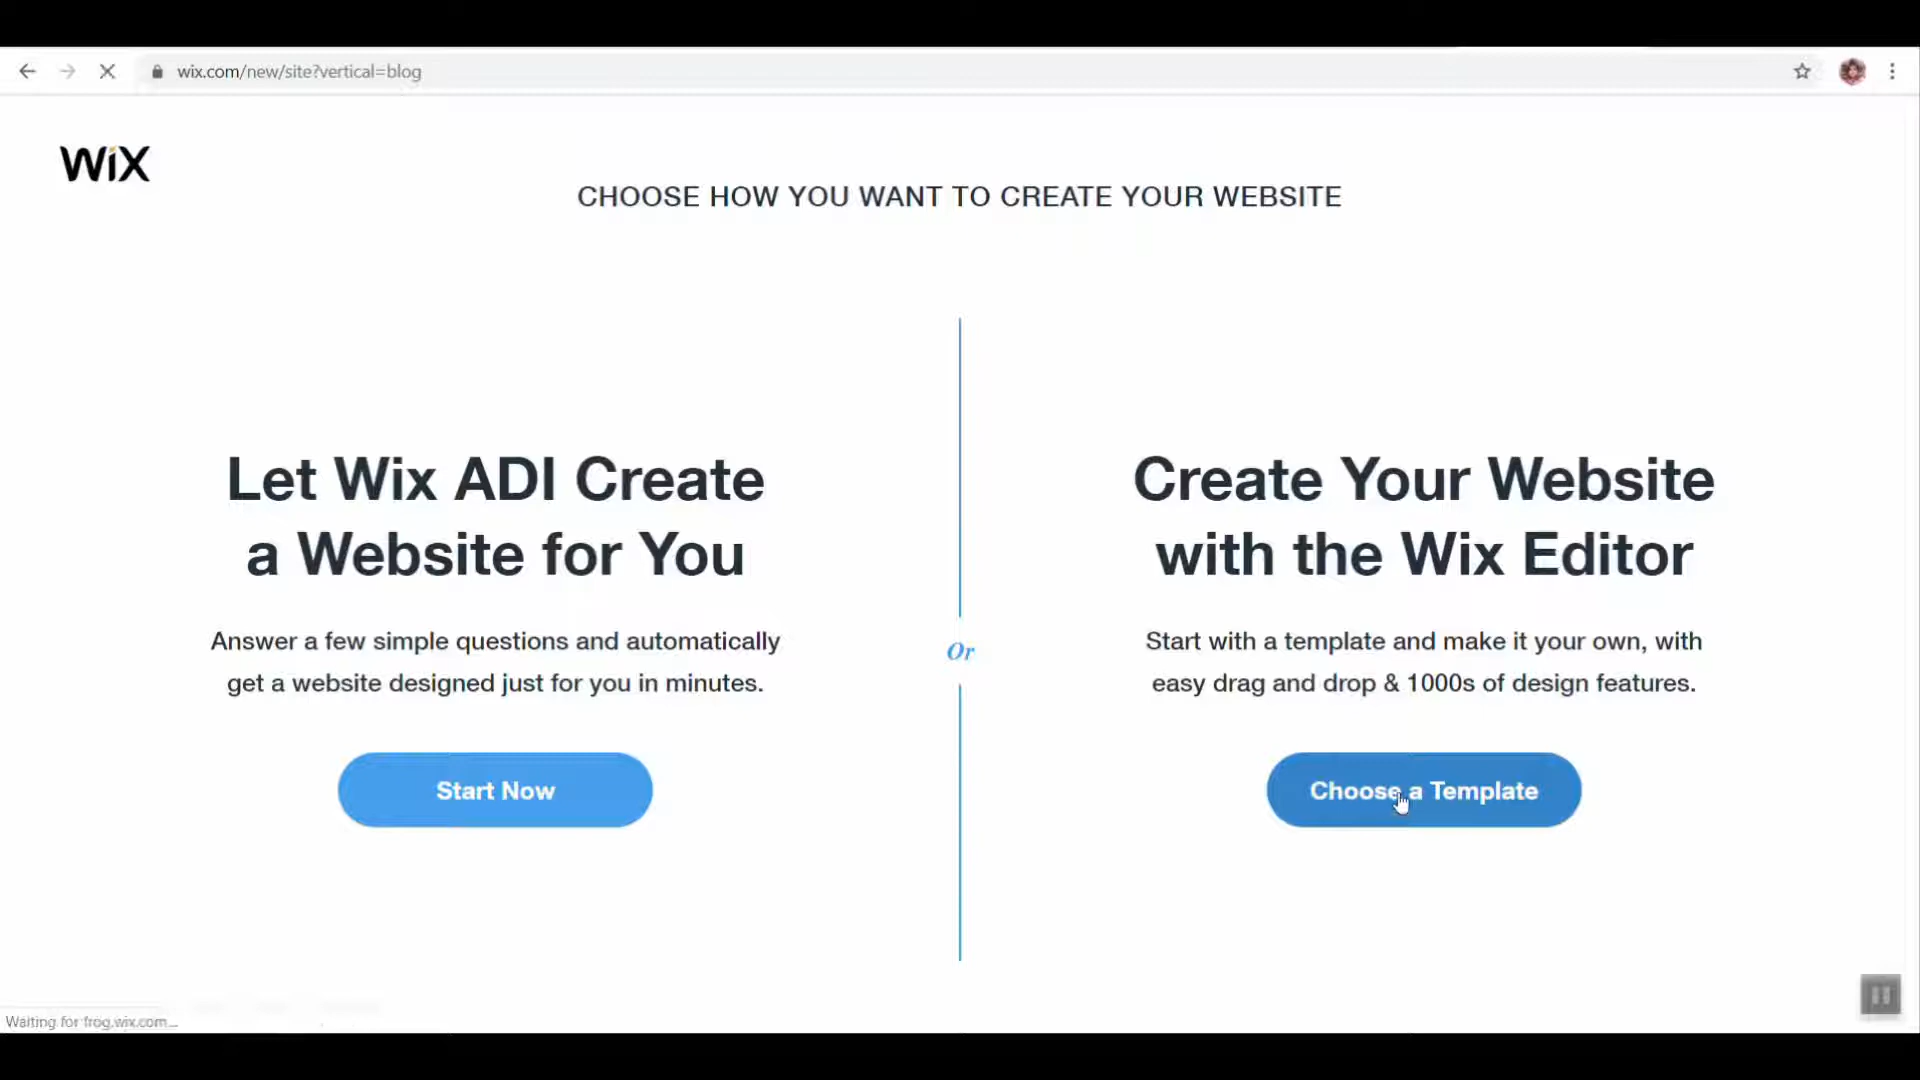 wix.com/new/site?vertical=blog
WiX
CHOOSE HOW YOU WANT TO CREATE YOUR WEBSITE
Let Wix ADI Create
a Website for You
Answer a few simple questions and automatically
get a website designed just for you in minutes.
Start Now
Or
Create Your Website
with the Wix Editor
Start with a template and make it your own, with
easy drag and drop & 1000s of design features.
Choose a Template
Waiting for frog.wix.com...